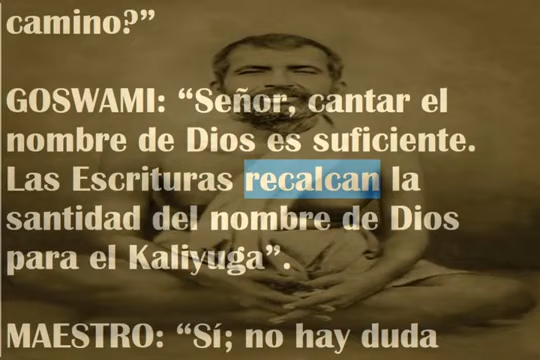 camino?”
GOSWAMI: “Señor, cantar el
nombre de Dios es suficiente.
Las Escrituras recalcan la
santidad del nombre de Dios
para el Kaliyuga”.
MAESTRO: “Sí; no hay duda